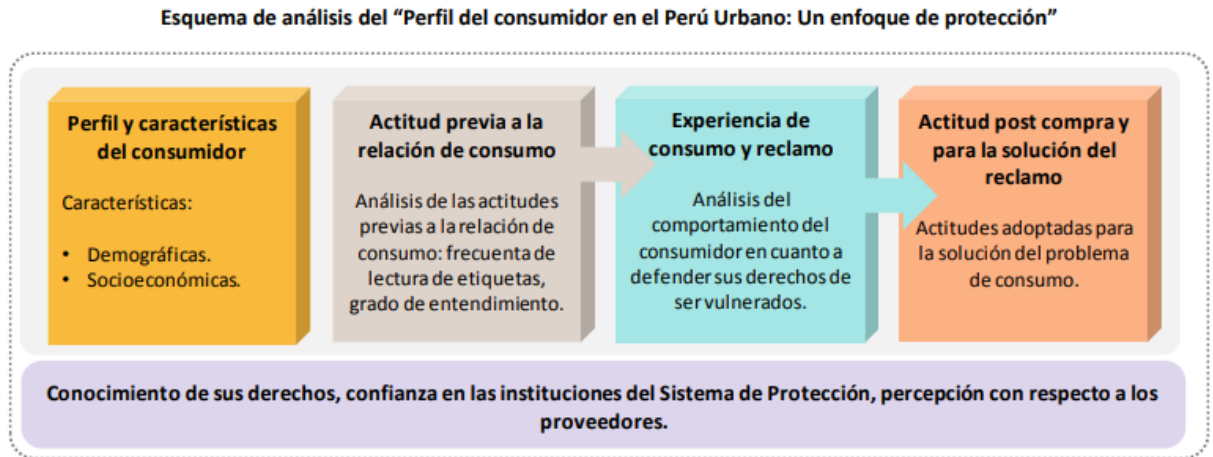 Esquema de análisis del “Perfil del consumidor en el Perú Urbano: Un enfoque de protección”
Perfil y características
del consumidor
Características:
• Demográficas.
• Socioeconómicas.
Actitud previa a la
relación de consumo
Análisis de las actitudes
previas a la relación de
consumo: frecuenta de
lectura de etiquetas,
grado de entendimiento.
Experiencia de
consumo y reclamo
Análisis del
comportamiento del
consumidor en cuanto a
defender sus derechos de
ser vulnerados.
Actitud post compra y
para la solución del
reclamo
Actitudes adoptadas para
la solución del problema
de consumo.
Conocimiento de sus derechos, confianza en las instituciones del Sistema de Protección, percepción con respecto a los
proveedores.